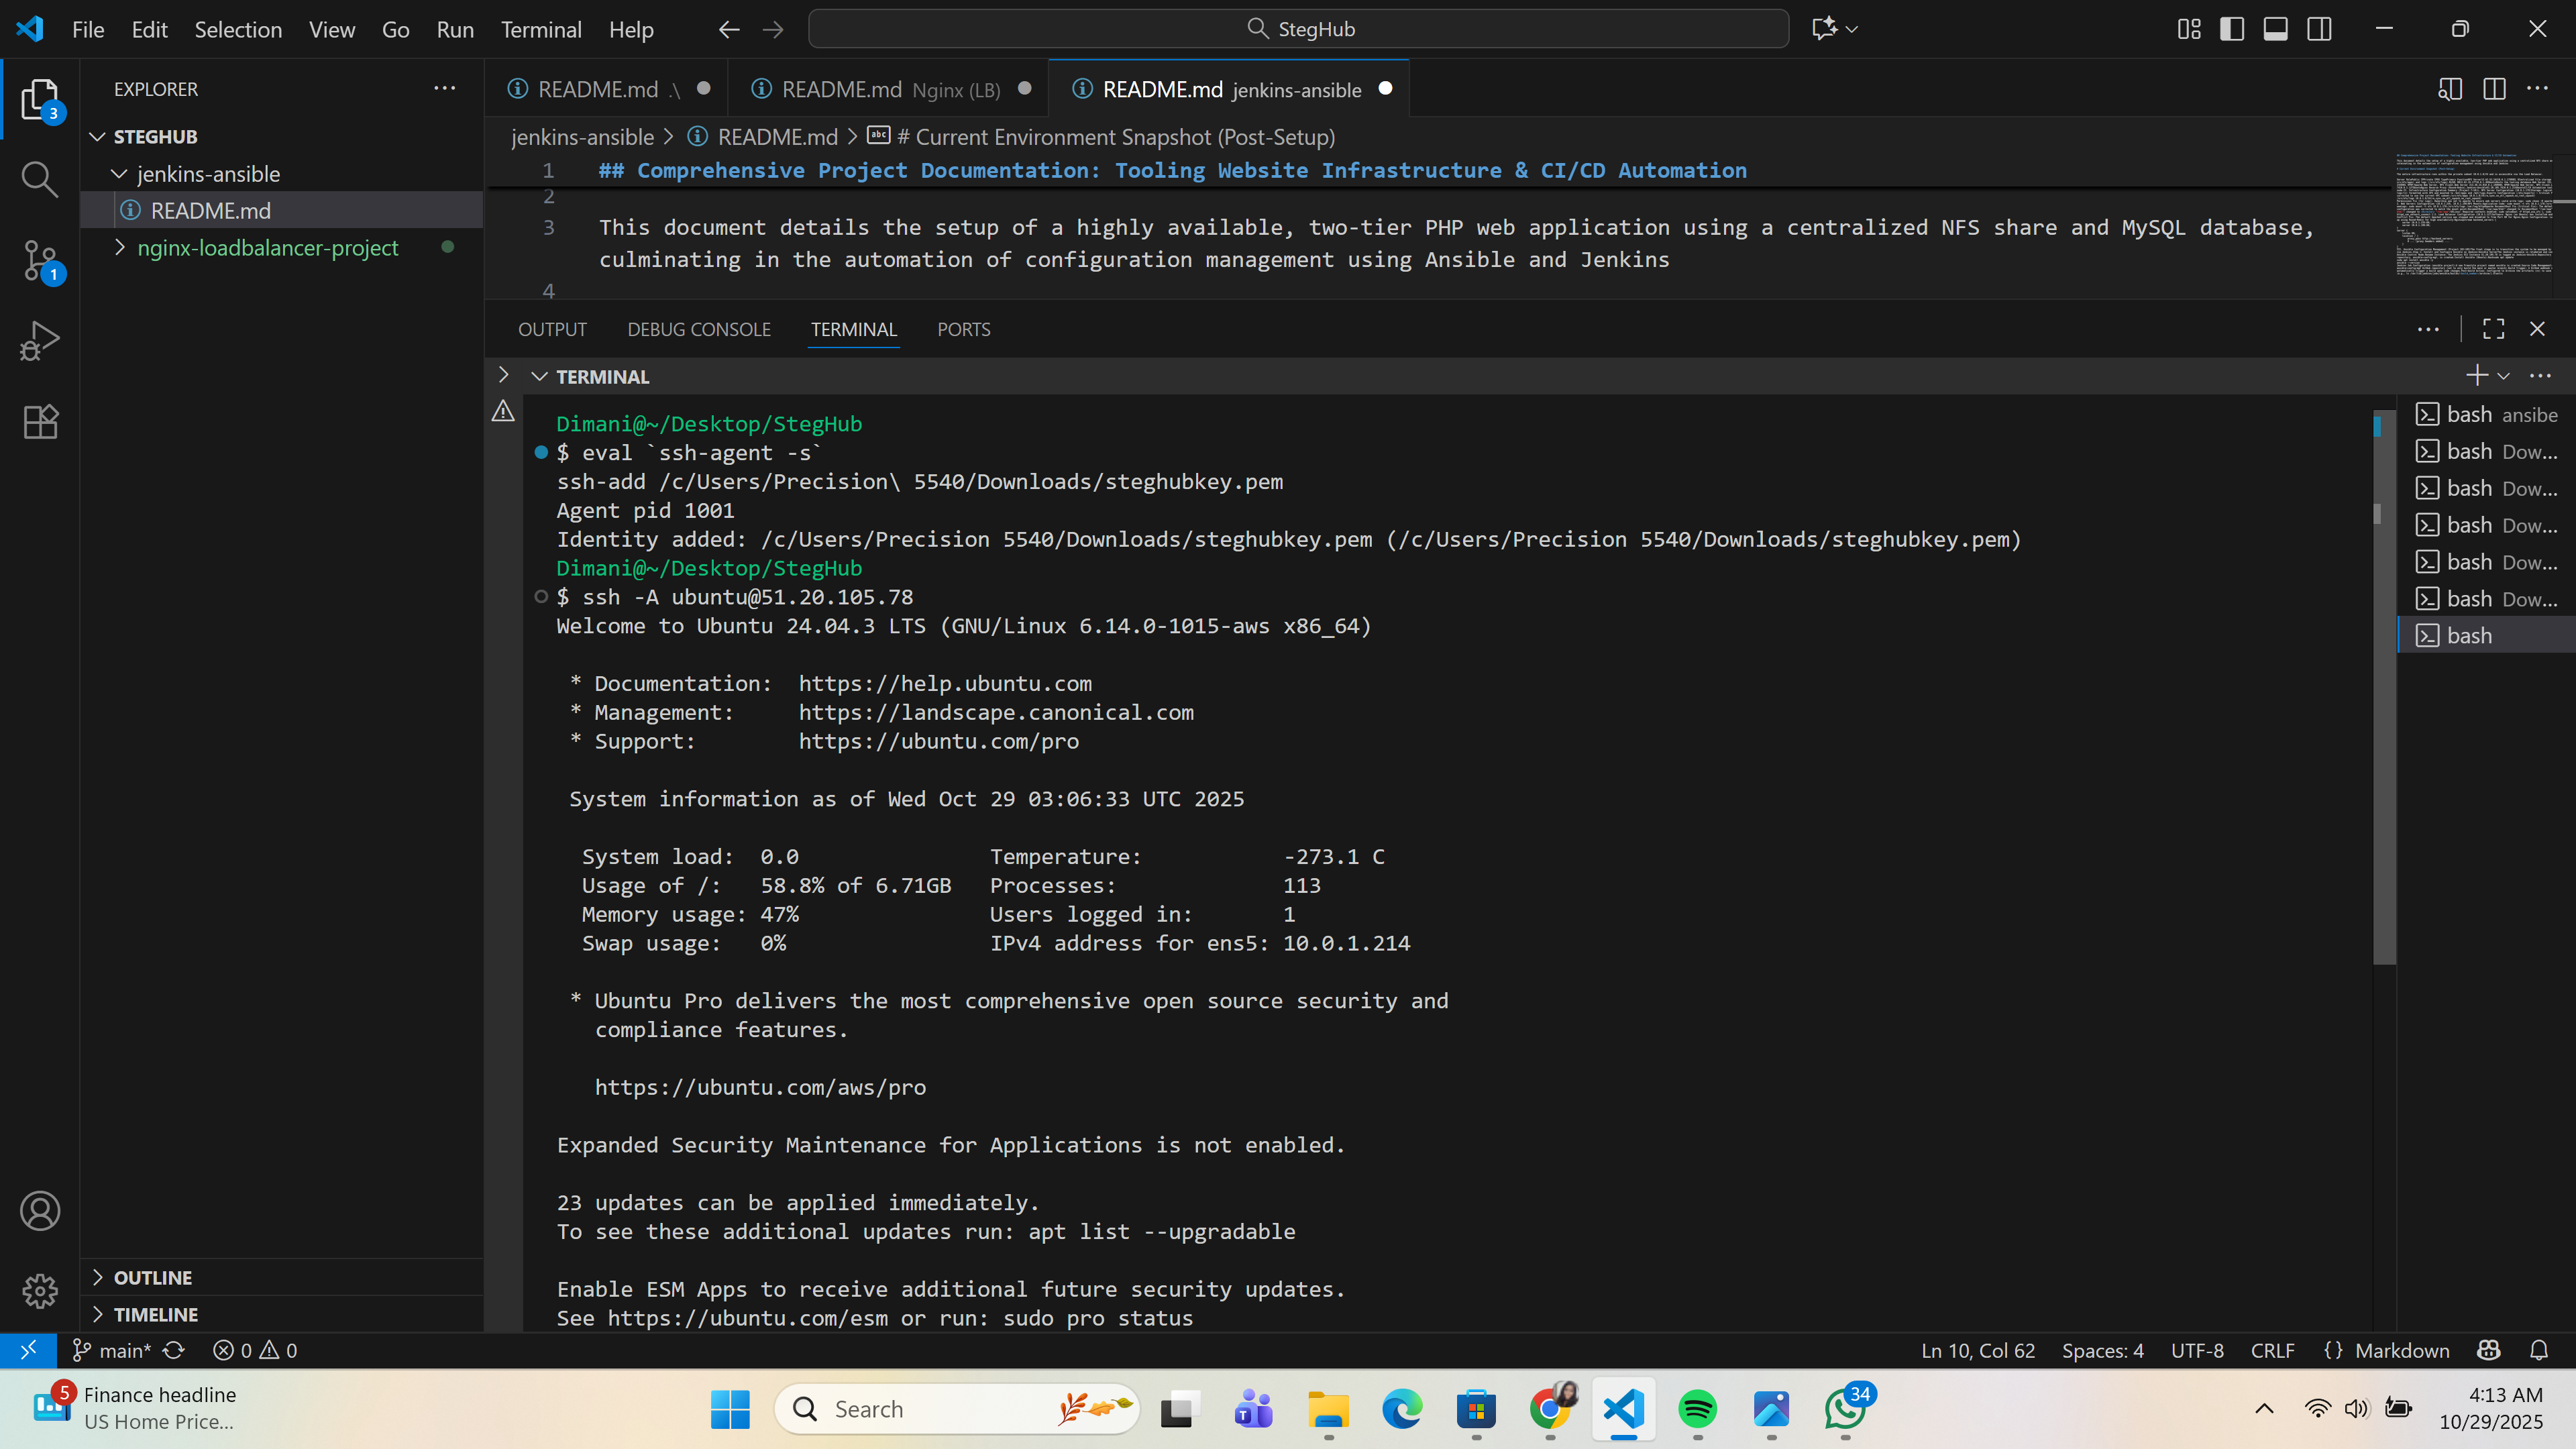 File Edit Selection View Go Run Terminal Help
StegHub
EXPLORER
3
README.md .\
README.md Nginx (LB)
README.md jenkins-ansible
STEGHUB
jenkins-ansible
README.md
nginx-loadbalancer-project
1
jenkins-ansible > README.md > abc # Current Environment Snapshot (Post-Setup)
1 ## Comprehensive Project Documentation: Tooling Website Infrastructure & CI/CD Automation
2
3 This document details the setup of a highly available, two-tier PHP web application using a centralized NFS share and MySQL database,
culminating in the automation of configuration management using Ansible and Jenkins
4
OUTPUT DEBUG CONSOLE TERMINAL PORTS
TERMINAL
Dimani@~/Desktop/StegHub
$ eval `ssh-agent -s`
ssh-add /c/Users/Precision\ 5540/Downloads/steghubkey.pem
Agent pid 1001
Identity added: /c/Users/Precision 5540/Downloads/steghubkey.pem (/c/Users/Precision 5540/Downloads/steghubkey.pem)
Dimani@~/Desktop/StegHub
$ ssh -A ubuntu@51.20.105.78
Welcome to Ubuntu 24.04.3 LTS (GNU/Linux 6.14.0-1015-aws x86_64)
* Documentation: https://help.ubuntu.com
* Management: https://landscape.canonical.com
* Support: https://ubuntu.com/pro
System information as of Wed Oct 29 03:06:33 UTC 2025
System load: 0.0 Temperature: -273.1 C
Usage of /: 58.8% of 6.71GB Processes: 113
Memory usage: 47% Users logged in: 1
Swap usage: 0% IPv4 address for ens5: 10.0.1.214
* Ubuntu Pro delivers the most comprehensive open source security and
compliance features.
https://ubuntu.com/aws/pro
Expanded Security Maintenance for Applications is not enabled.
23 updates can be applied immediately.
To see these additional updates run: apt list --upgradable
Enable ESM Apps to receive additional future security updates.
See https://ubuntu.com/esm or run: sudo pro status
bash ansibe
bash Dow...
bash Dow...
bash Dow...
bash Dow...
bash Dow...
bash
OUTLINE
TIMELINE
main* 0 0
Ln 10, Col 62 Spaces: 4 UTF-8 CRLF {} Markdown
5
Finance headline
US Home Price...
Search
34
4:13 AM
10/29/2025